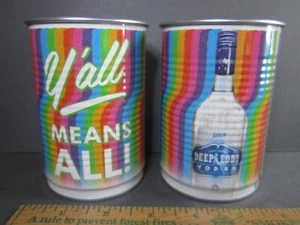 Y'all
MEANS
ALL!
DEEP EDDY
VODKA
A rule to prevent forest fires